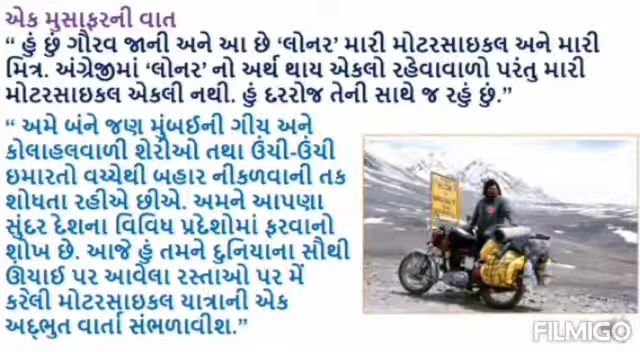 એક મુસાફરની વાત
“ હું છું ગૌરવ જાની અને આ છે ‘લોનર’ મારી મોટરસાઇકલ અને મારી
મિત્ર. અંગ્રેજીમાં ‘લોનર’ નો અર્થ થાય એકલો રહેવાવાળો પરંતુ મારી
મોટરસાઇકલ એકલી નથી. હું દરરોજ તેની સાથે જ રહું છું.”
“ અમે બંને જણ મુંબઈની ગીચ અને
કોલાહલવાળી શેરીઓ તથા ઉંચી-ઉંચી
ઇમારતો વચ્ચેથી બહાર નીકળવાની તક
શોધતા રહીએ છીએ. અમને આપણા
સુંદર દેશના વિવિધ પ્રદેશોમાં ફરવાનો
શોખ છે. આજે હું તમને દુનિયાના સૌથી
ઊંચાઈ પર આવેલા રસ્તાઓ પર મેં
કરેલી મોટરસાઇકલ યાત્રાની એક
અદ્ભુત વાર્તા સંભળાવીશ.”
FILMIGO